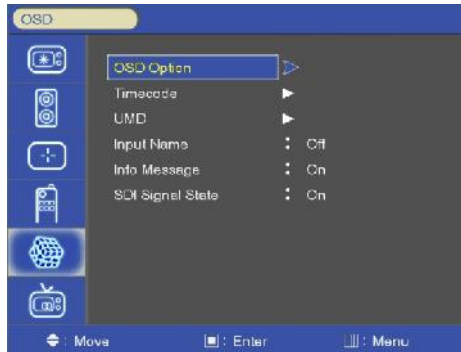 OSD
OSD Option
Timecode
UMD
Input Name : Off
Info Message : On
SDI Signal State : On
: Move : Enter : Menu